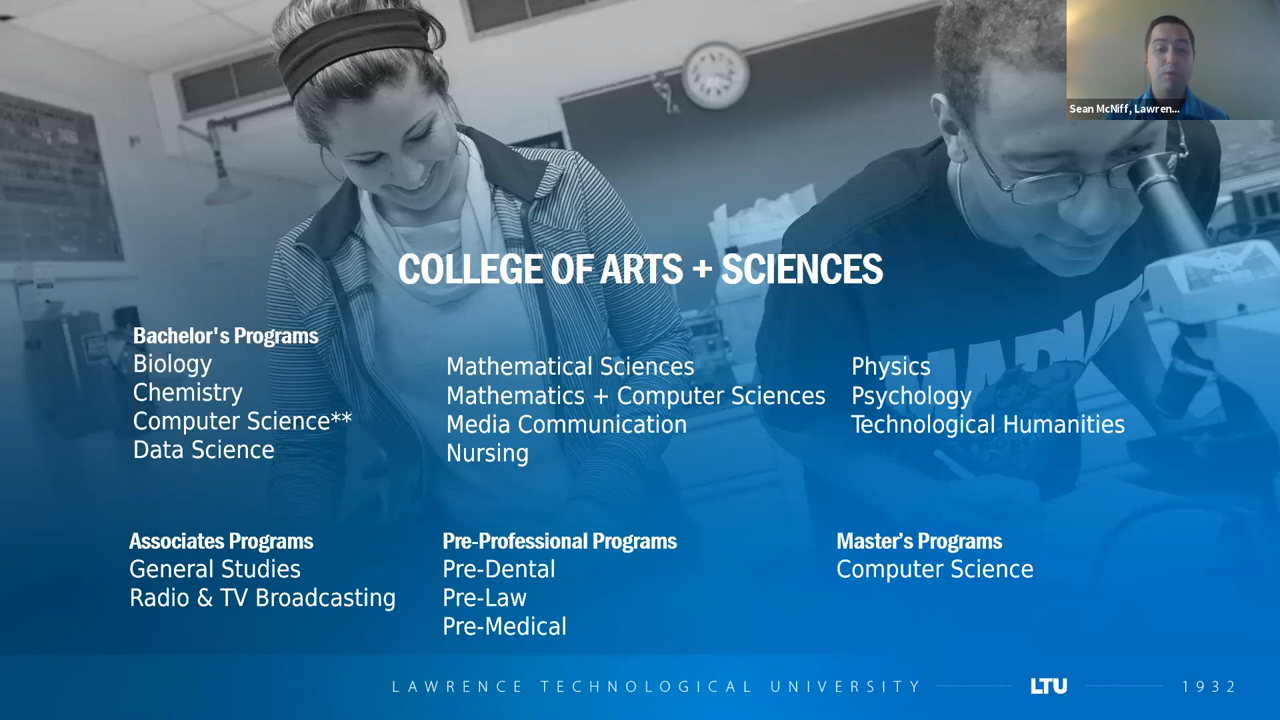 Sean McNiff, Lawren...
COLLEGE OF ARTS + SCIENCES
Bachelor's Programs
Biology
Chemistry
Computer Science**
Data Science
Mathematical Sciences
Mathematics + Computer Sciences
Media Communication
Nursing
Physics
Psychology
Technological Humanities
Associates Programs
General Studies
Radio & TV Broadcasting
Pre-Professional Programs
Pre-Dental
Pre-Law
Pre-Medical
Master's Programs
Computer Science
LAWRENCE TECHNOLOGICAL UNIVERSITY
LTU
1932